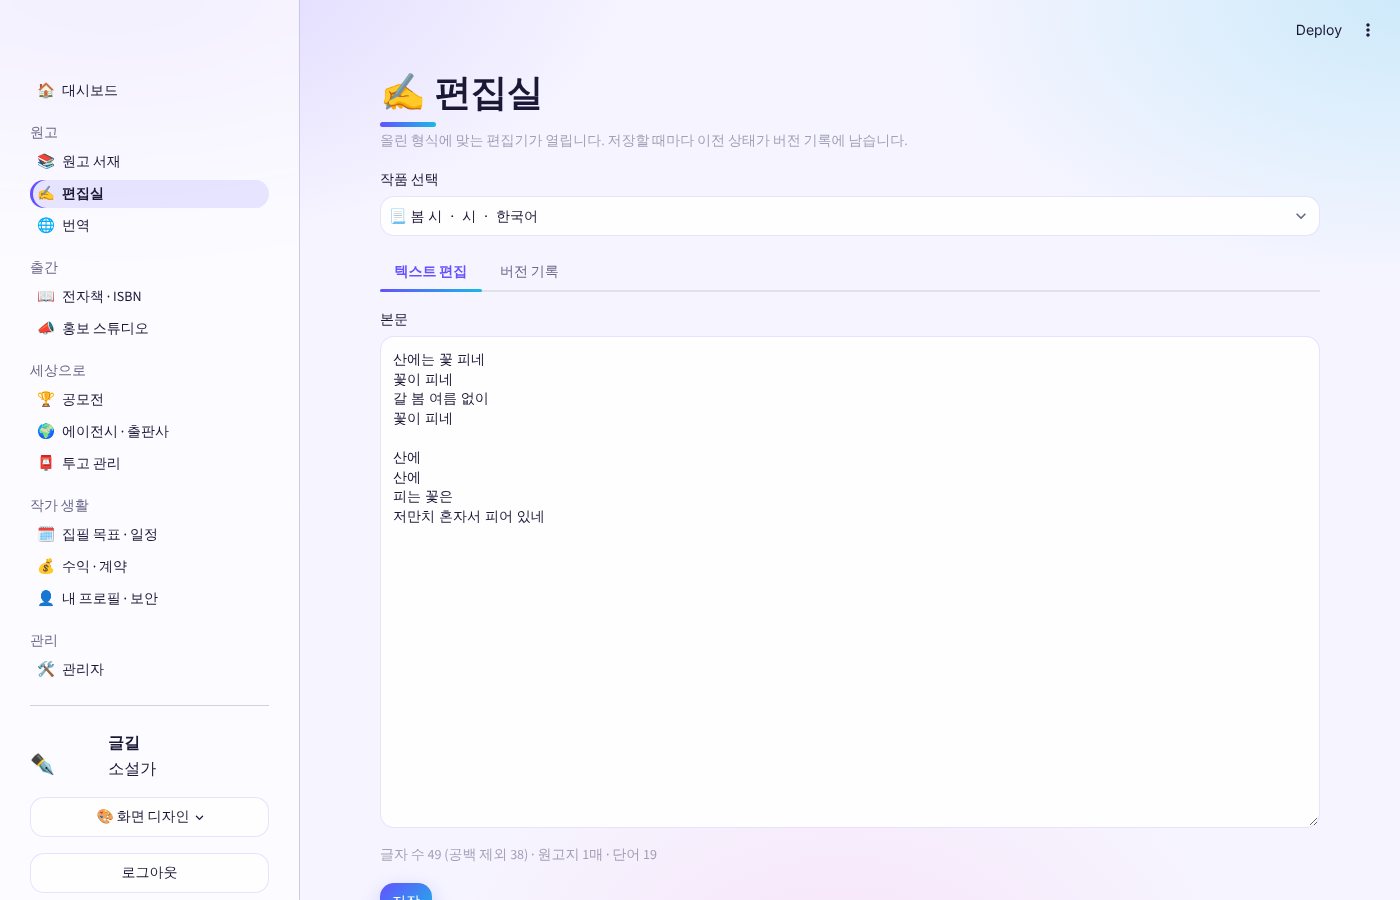 Deploy
🏠 대시보드
원고
📚 원고 서재
✍️ 편집실
🌐 번역
출간
📖 전자책 · ISBN
📣 홍보 스튜디오
세상으로
🏆 공모전
🌍 에이전시 · 출판사
📮 투고 관리
작가 생활
🗓️ 집필 목표 · 일정
💰 수익 · 계약
👤 내 프로필 · 보안
관리
🛠️ 관리자
글길
소설가
🎨 화면 디자인
로그아웃
✍️ 편집실
올린 형식에 맞는 편집기가 열립니다. 저장할 때마다 이전 상태가 버전 기록에 남습니다.
작품 선택
📃 봄 시 · 시 · 한국어
텍스트 편집
버전 기록
본문
산에는 꽃 피네
꽃이 피네
갈 봄 여름 없이
꽃이 피네

산에
산에
피는 꽃은
저만치 혼자서 피어 있네
글자 수 49 (공백 제외 38) · 원고지 1매 · 단어 19
저장